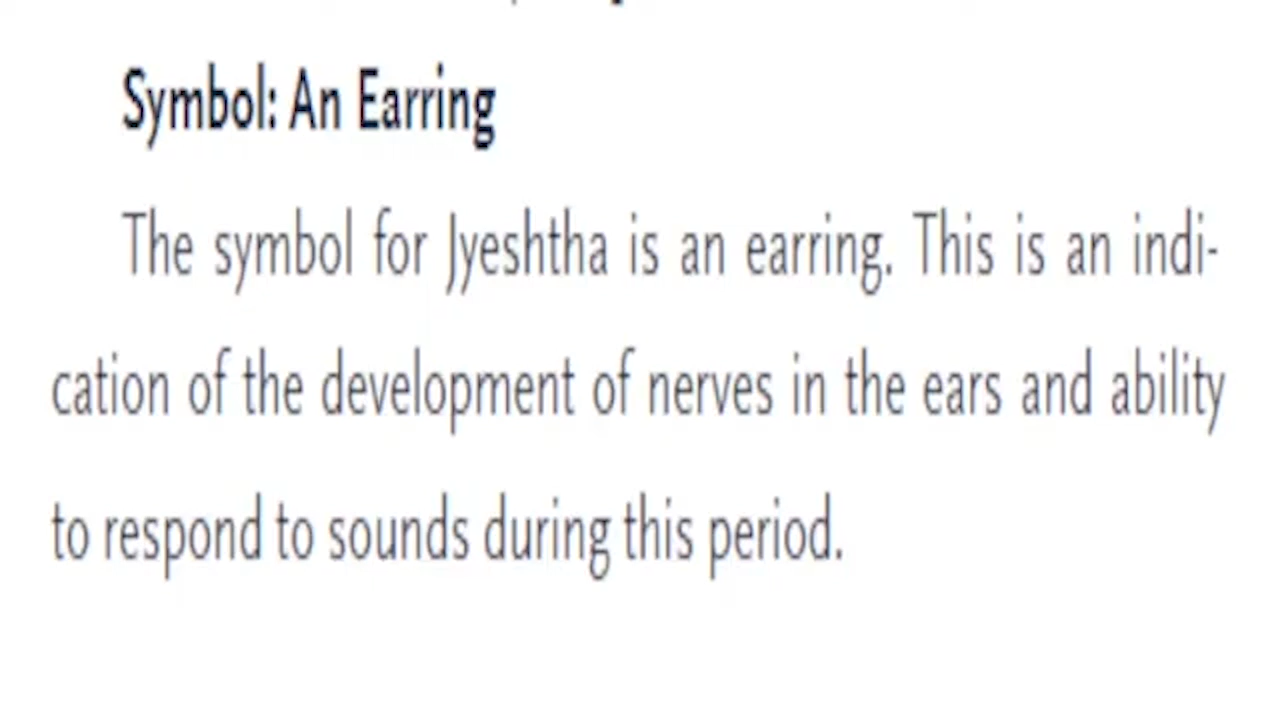 Symbol: An Earring
The symbol for Jyeshtha is an earring. This is an indi-
cation of the development of nerves in the ears and ability
to respond to sounds during this period.